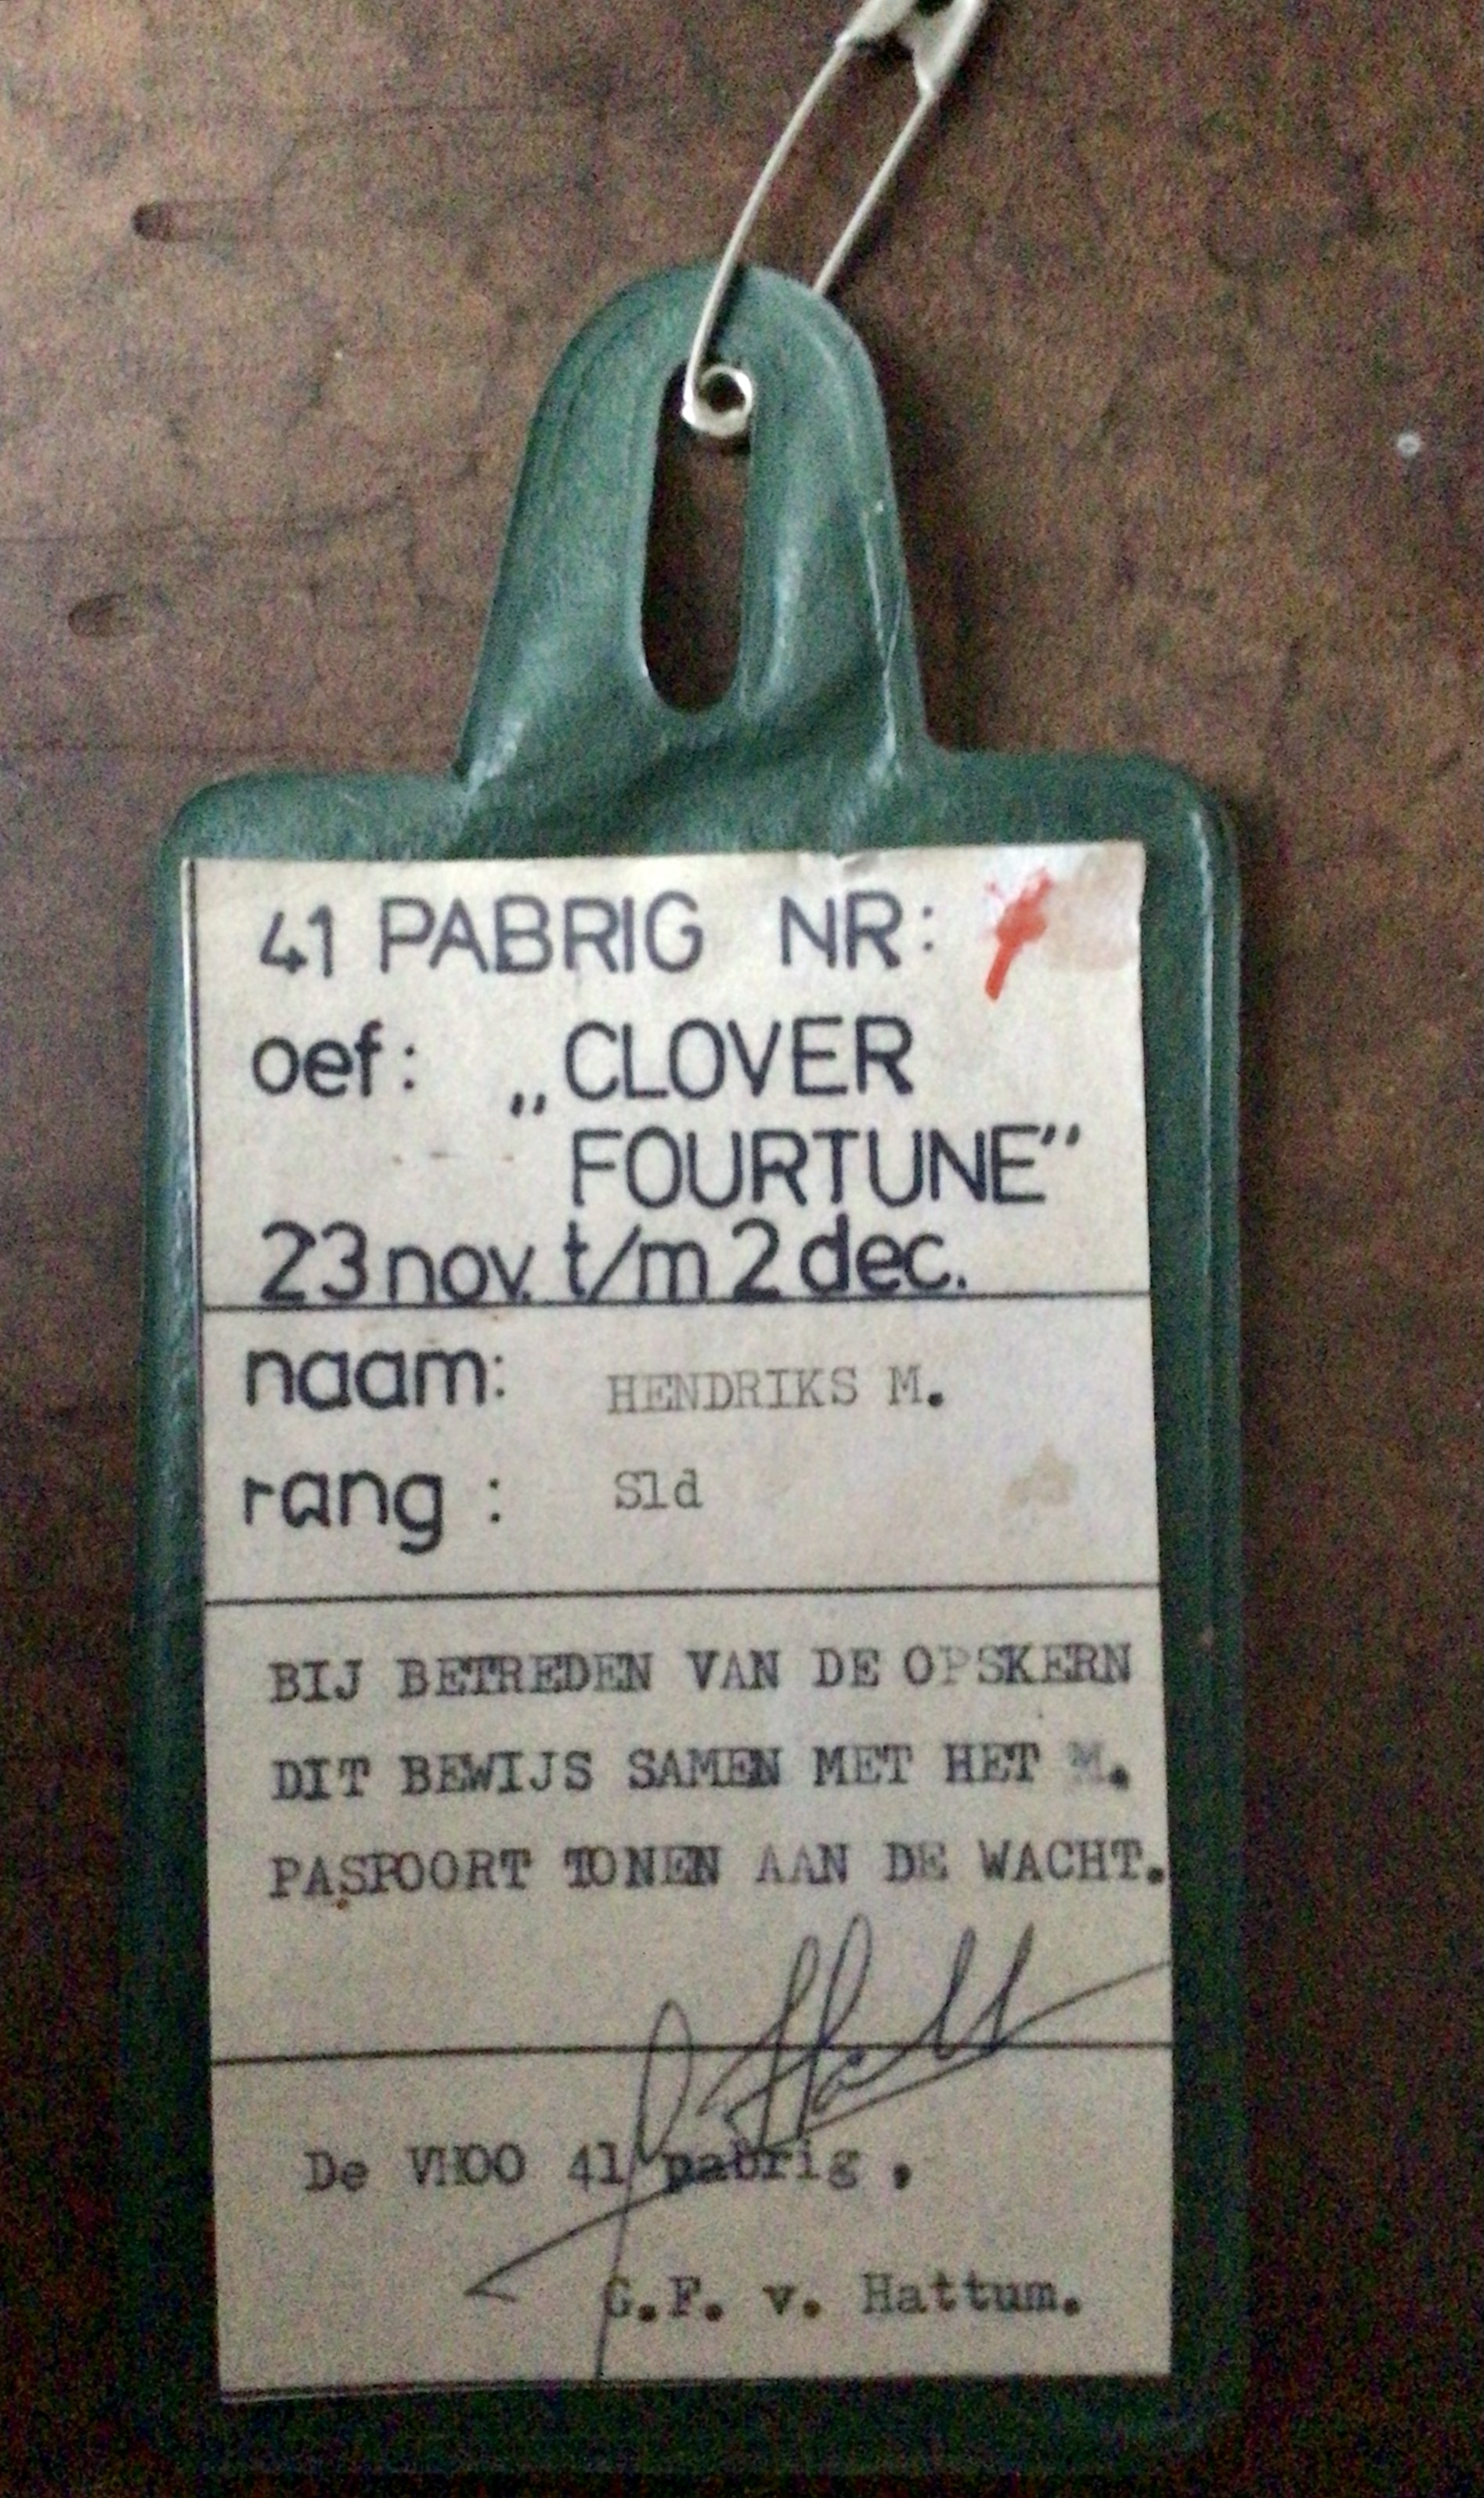 41 PABRIG NR:
oef: „CLOVER
FOURTUNE”
23 nov. t/m 2 dec.
naam: HENDRIKS M.
rang : Sld
BIJ BETREDEN VAN DE OPSKERN
DIT BEWIJS SAMEN MET HET M.
PASPOORT TONEN AAN DE WACHT.
De VHOO 41 pabrig ,
G.F. v. Hattum.